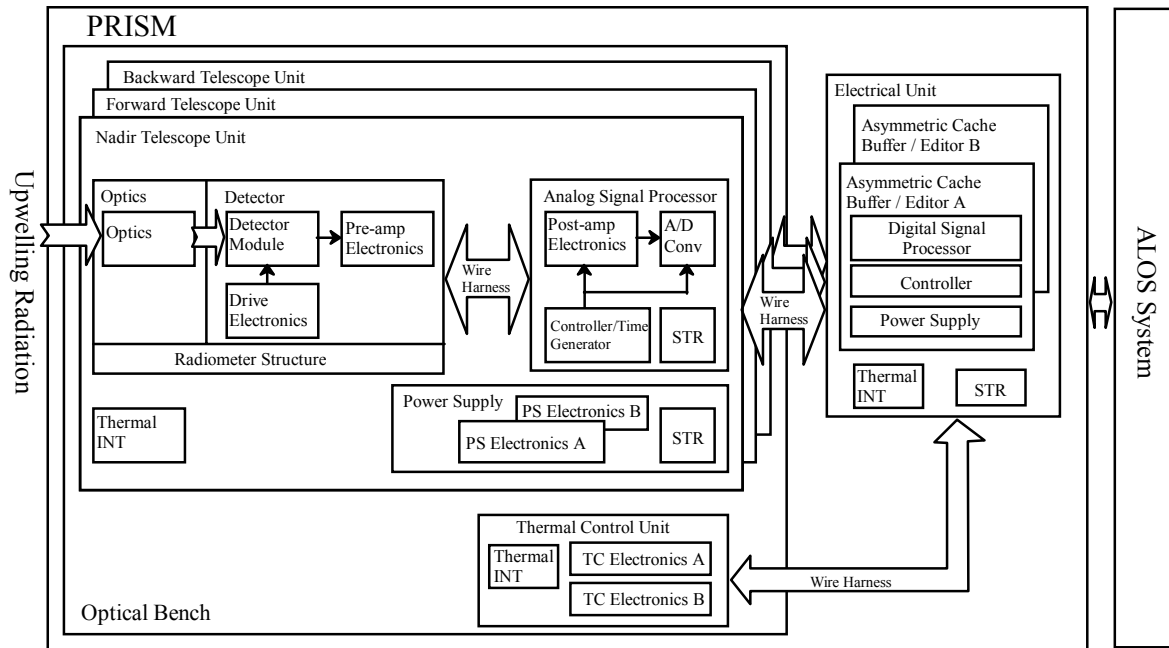 PRISM
Backward Telescope Unit
Forward Telescope Unit
Nadir Telescope Unit
Upwelling Radiation
Optics
Optics
Detector
Detector
Module
Pre-amp
Electronics
Drive
Electronics
Radiometer Structure
Wire
Harness
Analog Signal Processor
Post-amp
Electronics
A/D
Conv
Controller/Time
Generator
STR
Thermal
INT
Power Supply
PS Electronics B
PS Electronics A
STR
Wire
Harness
Electrical Unit
Asymmetric Cache
Buffer / Editor B
Asymmetric Cache
Buffer / Editor A
Digital Signal
Processor
Controller
Power Supply
Thermal
INT
STR
ALOS System
Thermal Control Unit
Thermal
INT
TC Electronics A
TC Electronics B
Wire Harness
Optical Bench